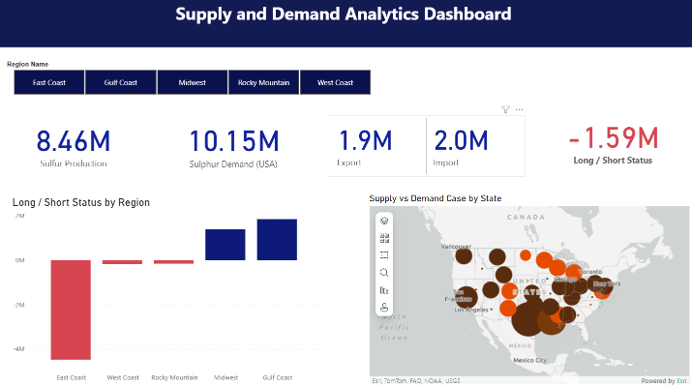 Supply and Demand Analytics Dashboard
Region Name
East Coast
Gulf Coast
Midwest
Rocky Mountain
West Coast
8.46M
Sulfur Production
10.15M
Sulphur Demand (USA)
1.9M
Export
2.0M
Import
-1.59M
Long / Short Status
Long / Short Status by Region
2M
0M
-2M
-4M
East Coast
West Coast
Rocky Mountain
Midwest
Gulf Coast
Supply vs Demand Case by State
CANADA
Vancouver
Toronto
New York
UNITED
STATES
San
Francisco
Los Angeles
North
Pacific
Ocean
MEXICO
Mexico City
Esri, TomTom, FAO, NOAA, USGS
Powered by Esri